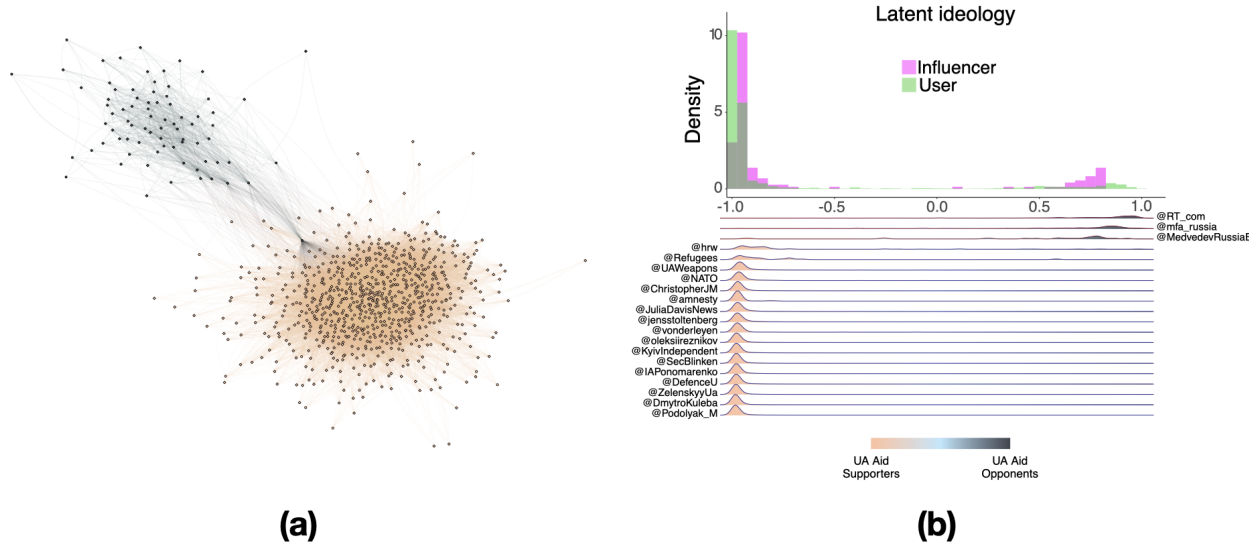 Latent ideology
Density
10
5
0
Influencer
User
-1.0 -0.5 0.0 0.5 1.0
@RT_com
@mfa_russia
@MedvedevRussiaE
@hrw
@Refugees
@UAWeapons
@NATO
@ChristopherJM
@amnesty
@JuliaDavisNews
@jensstoltenberg
@vonderleyen
@oleksiireznikov
@KyivIndependent
@SecBlinken
@IAPonomarenko
@DefenceU
@ZelenskyyUa
@DmytroKuleba
@Podolyak_M
UA Aid
Supporters
UA Aid
Opponents
(a)
(b)